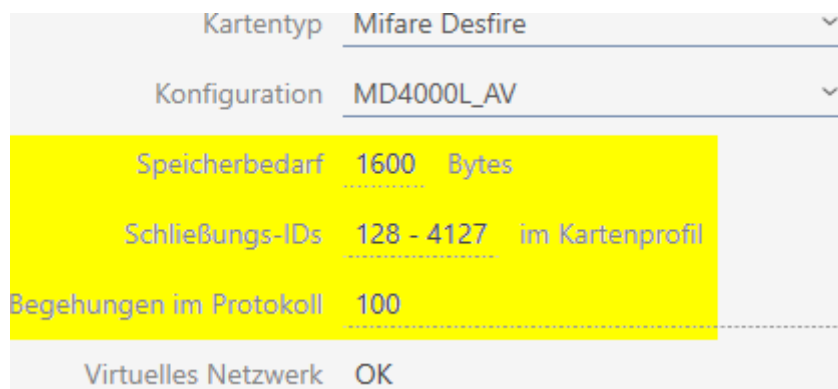 Kartentyp Mifare Desfire
Konfiguration MD4000L_AV
Speicherbedarf 1600 Bytes
Schließungs-IDs 128 - 4127 im Kartenprofil
Begehungen im Protokoll 100
Virtuelles Netzwerk OK